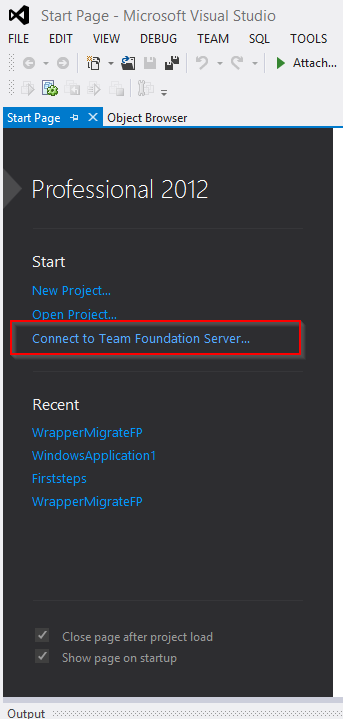 Start Page - Microsoft Visual Studio
FILE EDIT VIEW DEBUG TEAM SQL TOOLS
Attach...
Start Page Object Browser
Professional 2012
Start
New Project...
Open Project...
Connect to Team Foundation Server...
Recent
WrapperMigrateFP
WindowsApplication1
Firststeps
WrapperMigrateFP
Close page after project load
Show page on startup
Output